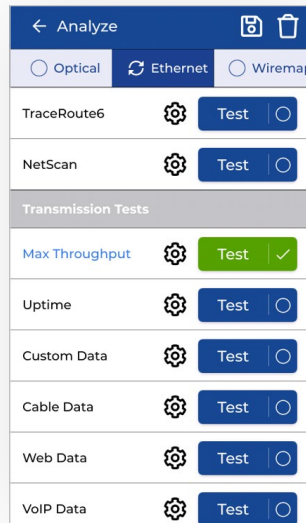 Analyze
Optical Ethernet Wiremap
TraceRoute6 Test
NetScan Test
Transmission Tests
Max Throughput Test
Uptime Test
Custom Data Test
Cable Data Test
Web Data Test
VoIP Data Test